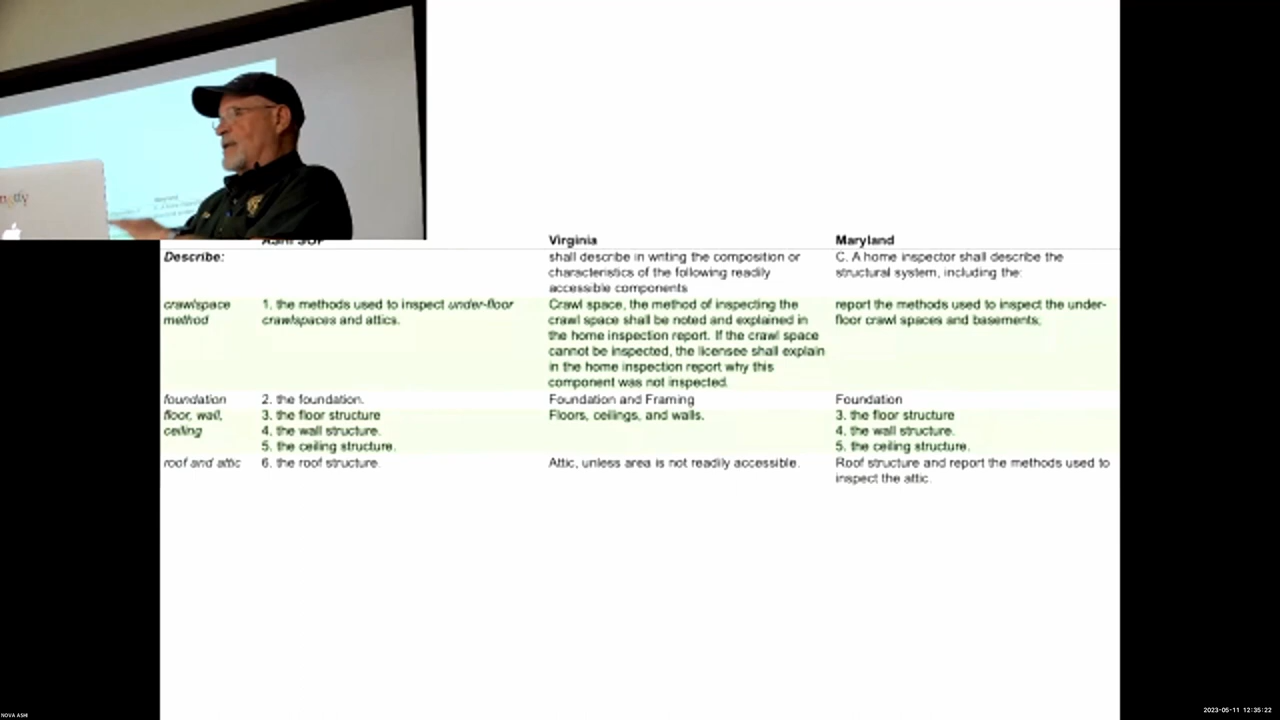 Ashi SOP Virginia Maryland
Describe: shall describe in writing the composition or C. A home inspector shall describe the
characteristics of the following readily structural system, including the:
accessible components
crawlspace 1. the methods used to inspect under-floor Crawl space, the method of inspecting the report the methods used to inspect the under-
method crawlspaces and attics. crawl space shall be noted and explained in floor crawl spaces and basements;
the home inspection report. If the crawl space
cannot be inspected, the licensee shall explain
in the home inspection report why this
component was not inspected.
foundation 2. the foundation. Foundation and Framing Foundation
floor, wall, 3. the floor structure Floors, ceilings, and walls. 3. the floor structure
ceiling 4. the wall structure. 4. the wall structure.
5. the ceiling structure. 5. the ceiling structure.
roof and attic 6. the roof structure. Attic, unless area is not readily accessible. Roof structure and report the methods used to
inspect the attic.
NOVA ASHI
2023-05-11 12:35:22